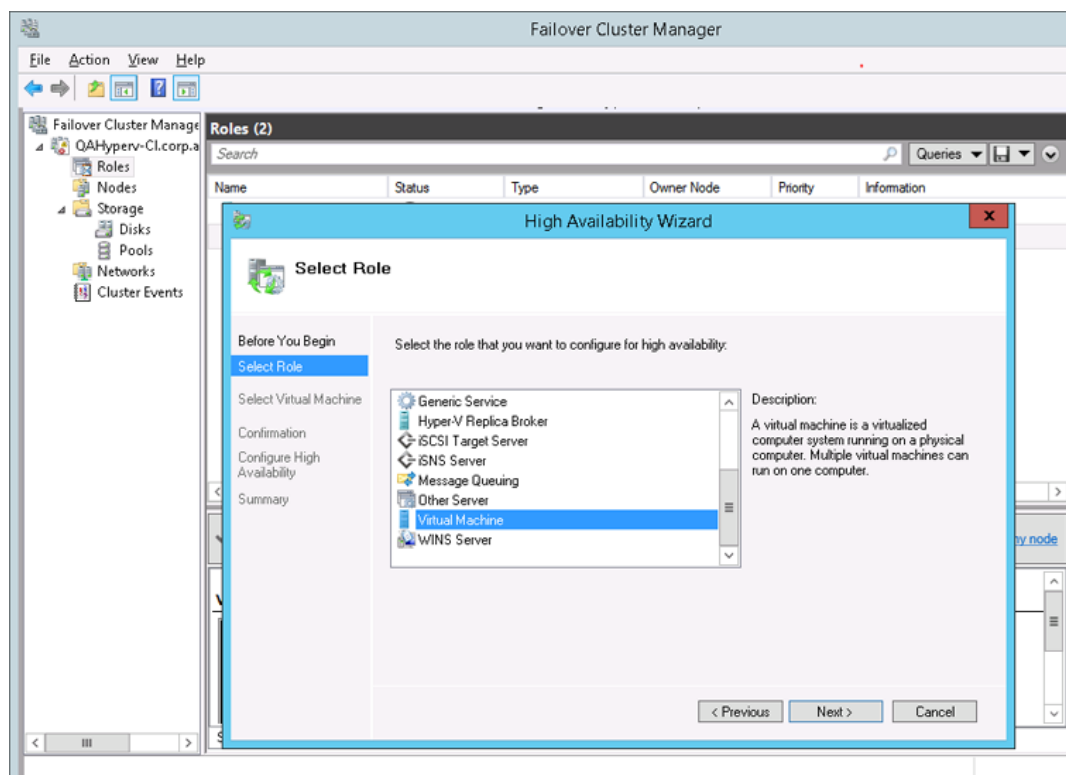 Failover Cluster Manager
File Action View Help
Failover Cluster Manage
QAHyperv-Cl.corp.a
Roles
Nodes
Storage
Disks
Pools
Networks
Cluster Events
Roles (2)
Search
Queries
Name Status Type Owner Node Priority Information
High Availability Wizard
x
Select Role
Before You Begin
Select Role
Select Virtual Machine
Confirmation
Configure High
Availability
Summary
Select the role that you want to configure for high availability:
Generic Service
Hyper-V Replica Broker
iSCSI Target Server
iSNS Server
Message Queuing
Other Server
Virtual Machine
WINS Server
Description:
A virtual machine is a virtualized
computer system running on a physical
computer. Multiple virtual machines can
run on one computer.
ny node
< Previous Next > Cancel